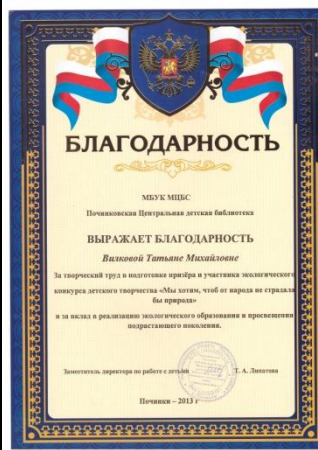 БЛАГОДАРНОСТЬ
МБУК МЦБС
Починковская Центральная детская библиотека
ВЫРАЖАЕТ БЛАГОДАРНОСТЬ
Вилковой Татьяне Михайловне
За творческий труд в подготовке призёра и участника экологического
конкурса детского творчества «Мы хотим, чтоб от народа не страдала
бы природа»
и за вклад в реализацию экологического образования и просвещения
подрастающего поколения.
Заместитель директора по работе с детьми Т. А. Липатова
Починки – 2013 г